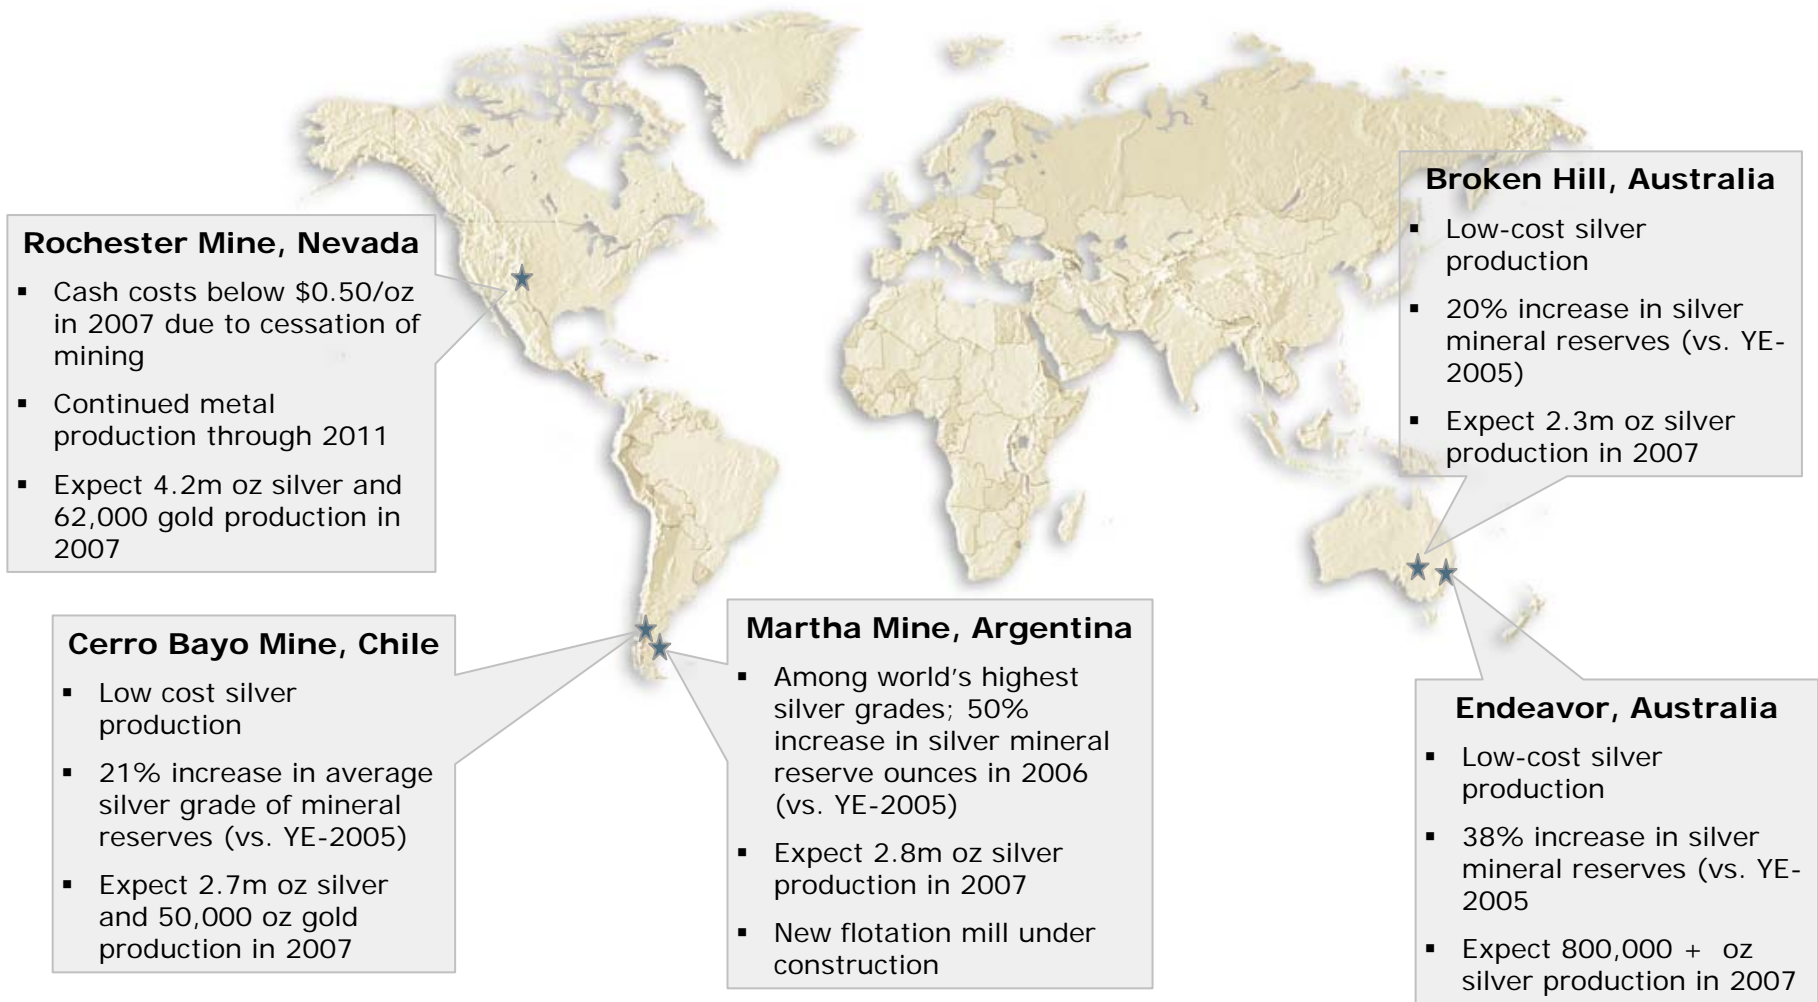 Rochester Mine, Nevada
▪ Cash costs below $0.50/oz
in 2007 due to cessation of
mining
▪ Continued metal
production through 2011
▪ Expect 4.2m oz silver and
62,000 gold production in
2007
Broken Hill, Australia
▪ Low-cost silver
production
▪ 20% increase in silver
mineral reserves (vs. YE-
2005)
▪ Expect 2.3m oz silver
production in 2007
Cerro Bayo Mine, Chile
▪ Low cost silver
production
▪ 21% increase in average
silver grade of mineral
reserves (vs. YE-2005)
▪ Expect 2.7m oz silver
and 50,000 oz gold
production in 2007
Martha Mine, Argentina
▪ Among world's highest
silver grades; 50%
increase in silver mineral
reserve ounces in 2006
(vs. YE-2005)
▪ Expect 2.8m oz silver
production in 2007
▪ New flotation mill under
construction
Endeavor, Australia
▪ Low-cost silver
production
▪ 38% increase in silver
mineral reserves (vs. YE-
2005
▪ Expect 800,000 + oz
silver production in 2007